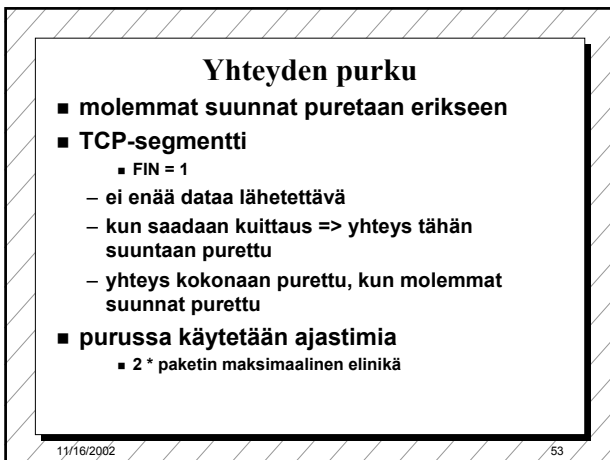 Yhteyden purku
■ molemmat suunnat puretaan erikseen
■ TCP-segmentti
■ FIN = 1
– ei enää dataa lähetettävä
– kun saadaan kuittaus => yhteys tähän
suuntaan purettu
– yhteys kokonaan purettu, kun molemmat
suunnat purettu
■ purussa käytetään ajastimia
■ 2 * paketin maksimaalinen elinikä
11/16/2002 53